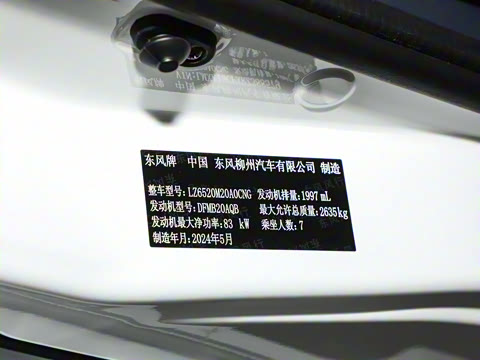 东风牌 中国 东风柳州汽车有限公司 制造
整车型号: LZ6520M20A0CNG 发动机排量: 1997 mL
发动机型号: DFMB20AQB 最大允许总质量: 2635kg
发动机最大净功率: 83 kW 乘坐人数: 7
制造年月: 2024年5月